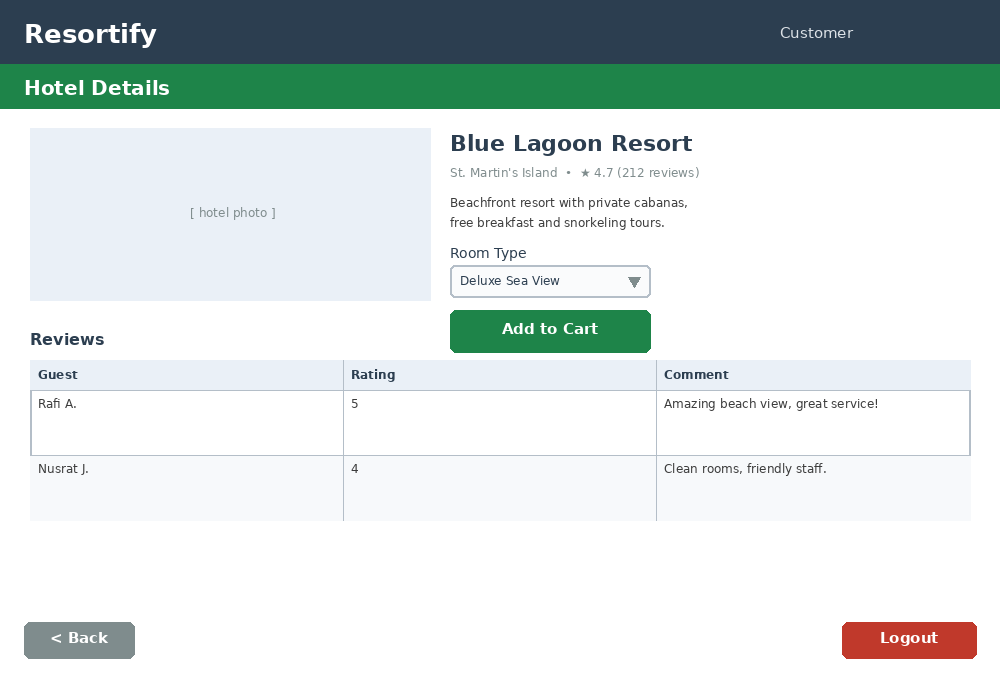 Resortify
Customer
Hotel Details
[ hotel photo ]
Blue Lagoon Resort
St. Martin's Island • ★ 4.7 (212 reviews)
Beachfront resort with private cabanas,
free breakfast and snorkeling tours.
Room Type
Deluxe Sea View
Add to Cart
Reviews
Guest Rating Comment
Rafi A. 5 Amazing beach view, great service!
Nusrat J. 4 Clean rooms, friendly staff.
< Back
Logout